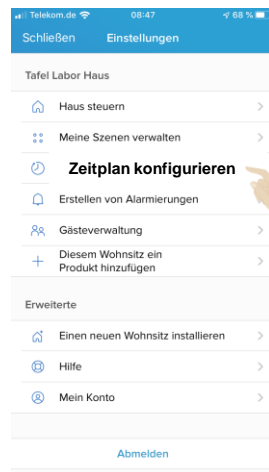 Telekom.de 08:47 68 %
Schließen Einstellungen
Tafel Labor Haus
Haus steuern
Meine Szenen verwalten
Zeitplan konfigurieren
Erstellen von Alarmierungen
Gästeverwaltung
Diesem Wohnsitz ein
Produkt hinzufügen
Erweiterte
Einen neuen Wohnsitz installieren
Hilfe
Mein Konto
Abmelden